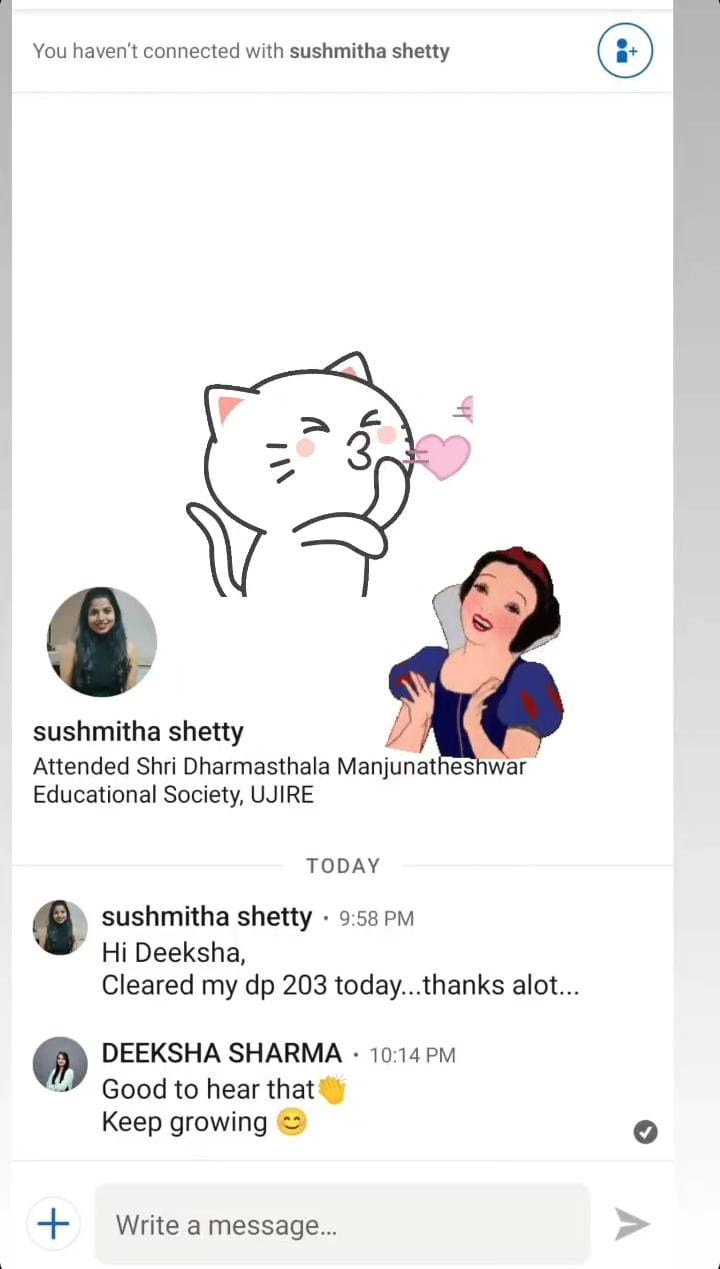 You haven't connected with sushmitha shetty
sushmitha shetty
Attended Shri Dharmasthala Manjunatheshwar
Educational Society, UJIRE
TODAY
sushmitha shetty • 9:58 PM
Hi Deeksha,
Cleared my dp 203 today...thanks alot...
DEEKSHA SHARMA • 10:14 PM
Good to hear that👏
Keep growing 😊
Write a message...